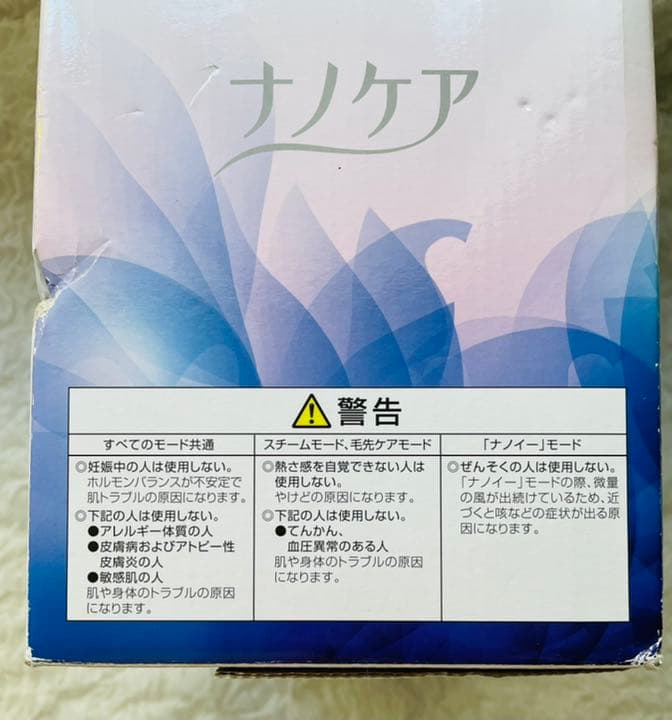 ナノケア
警告
すべてのモード共通
◎妊娠中の人は使用しない。
ホルモンバランスが不安定で
肌トラブルの原因になります。
◎下記の人は使用しない。
●アレルギー体質の人
●皮膚病およびアトピー性
皮膚炎の人
●敏感肌の人
肌や身体のトラブルの原因
になります。
スチームモード、毛先ケアモード
◎熱さ感を自覚できない人は
使用しない。
やけどの原因になります。
◎下記の人は使用しない。
●てんかん、
血圧異常のある人
肌や身体のトラブルの原因
になります。
「ナノイー」モード
◎ぜんそくの人は使用しない。
「ナノイー」モードの際、微量
の風が出続けているため、近
づくと咳などの症状が出る原
因になります。